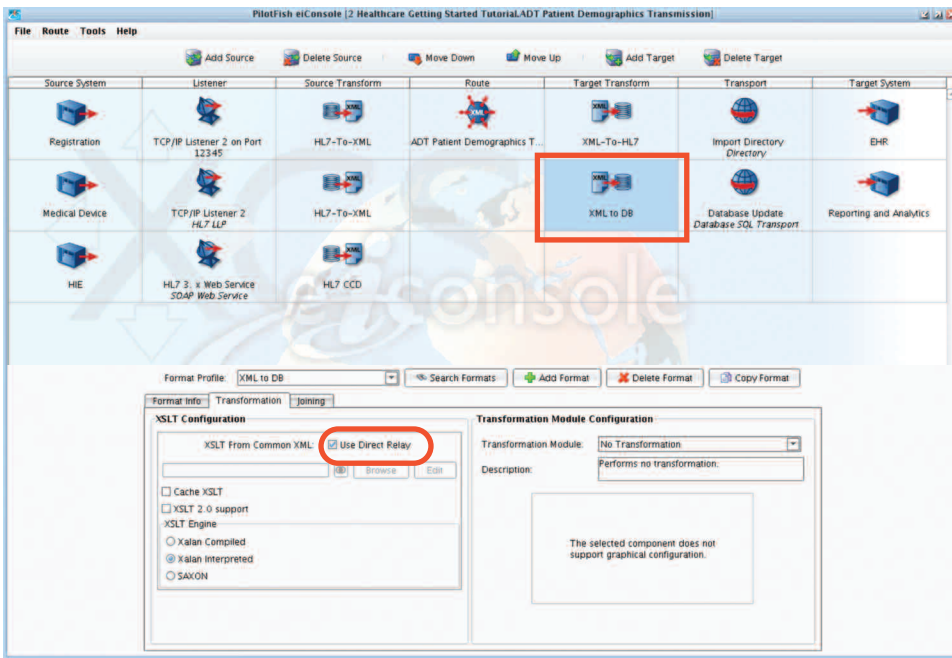 PilotFish eiConsole [2 Healthcare Getting Started Tutorial.ADT Patient Demographics Transmission]
File Route Tools Help
Add Source Delete Source Move Down Move Up Add Target Delete Target
Source System Listener Source Transform Route Target Transform Transport Target System
Registration TCP/IP Listener 2 on Port HL7-To-XML ADT Patient Demographics T... XML-To-HL7 Import Directory EHR
12345 Directory
Medical Device TCP/IP Listener 2 HL7-To-XML XML to DB Database Update Reporting and Analytics
HL7 LLP Database SQL Transport
HIE HL7 3. x Web Service HL7 CCD
SOAP Web Service
eiconsole
Format Profile: XML to DB Search Formats Add Format Delete Format Copy Format
Format Info Transformation Joining
XSLT Configuration Transformation Module Configuration
XSLT From Common XML: Use Direct Relay Transformation Module: No Transformation
Browse Edit Description: Performs no transformation.
Cache XSLT
XSLT 2.0 support
XSLT Engine
Xalan Compiled
Xalan Interpreted
SAXON
The selected component does not
support graphical configuration.